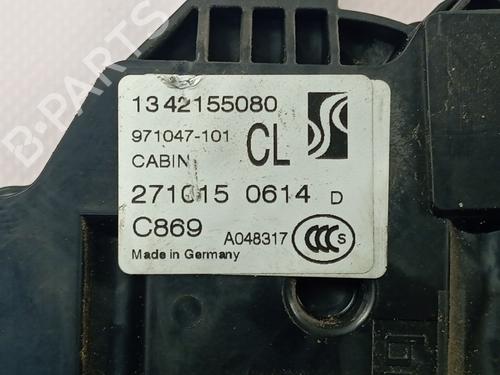 B-PARTS
1342155080
971047-101
CABIN CL
271015 0614 D
C869 A048317 CCC S
Made in Germany